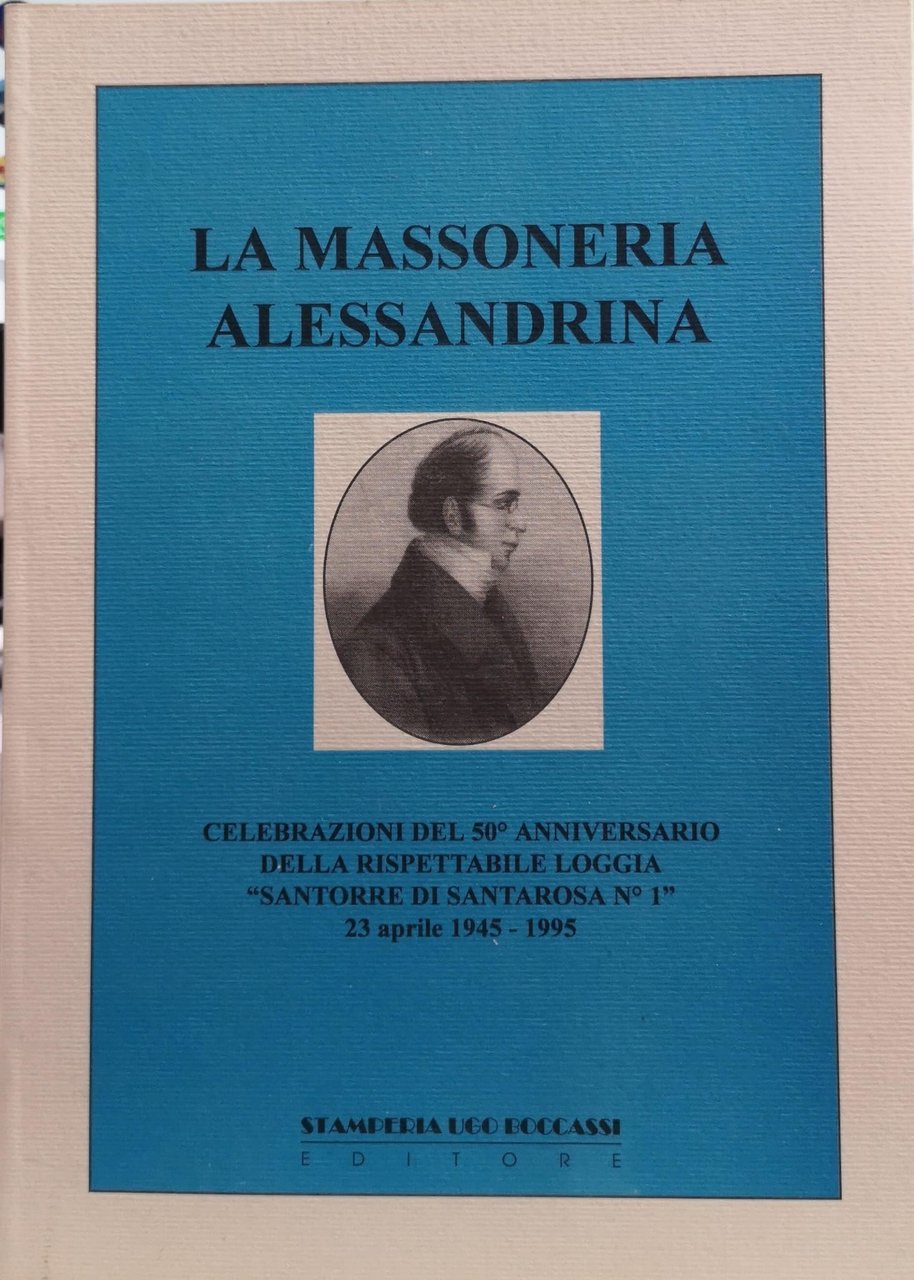 LA MASSONERIA
ALESSANDRINA
CELEBRAZIONI DEL 50° ANNIVERSARIO
DELLA RISPETTABILE LOGGIA
“SANTORRE DI SANTAROSA N° 1”
23 aprile 1945 - 1995
STAMPERIA UGO BOCCASSI
EDITORE